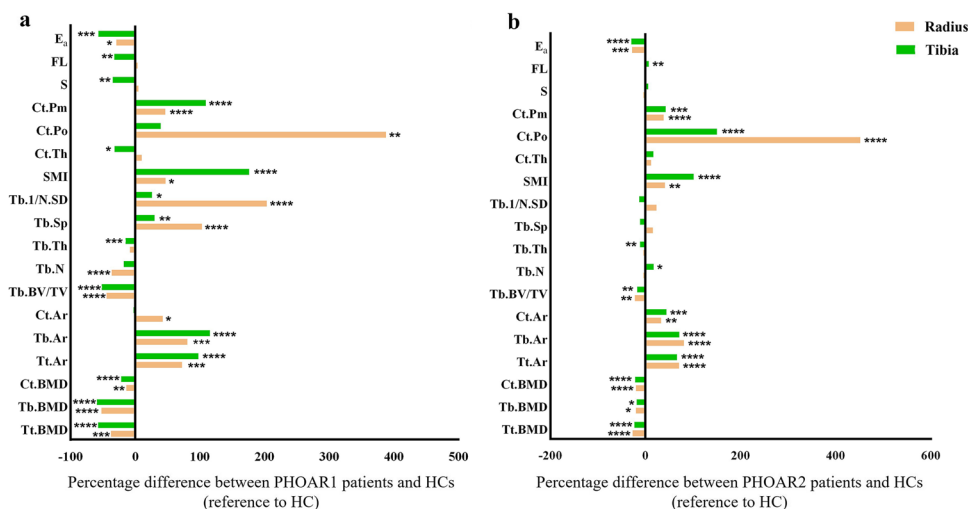 a
Eₐ
***
*
FL
**
S
**
Ct.Pm
****
****
Ct.Po
**
Ct.Th
*
SMI
****
*
Tb.1/N.SD
*
****
Tb.Sp
**
****
Tb.Th
***
Tb.N
****
Tb.BV/TV
****
****
Ct.Ar
*
Tb.Ar
****
***
Tt.Ar
****
***
Ct.BMD
****
**
Tb.BMD
****
****
Tt.BMD
****
***
-100 0 100 200 300 400 500
Percentage difference between PHOAR1 patients and HCs
(reference to HC)
b
Radius
Tibia
Eₐ
****
***
FL
**
S
Ct.Pm
***
****
Ct.Po
****
****
Ct.Th
SMI
****
**
Tb.1/N.SD
Tb.Sp
Tb.Th
**
Tb.N
*
Tb.BV/TV
**
**
Ct.Ar
***
**
Tb.Ar
****
****
Tt.Ar
****
****
Ct.BMD
****
****
Tb.BMD
*
*
Tt.BMD
****
****
-200 0 200 400 600
Percentage difference between PHOAR2 patients and HCs
(reference to HC)